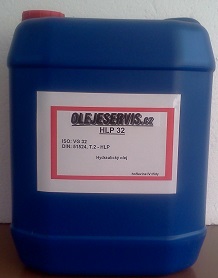 OLEJESERVIS.cz
HLP 32
ISO: VG 32
DIN: 51524, T.2 - HLP
Hydraulický olej